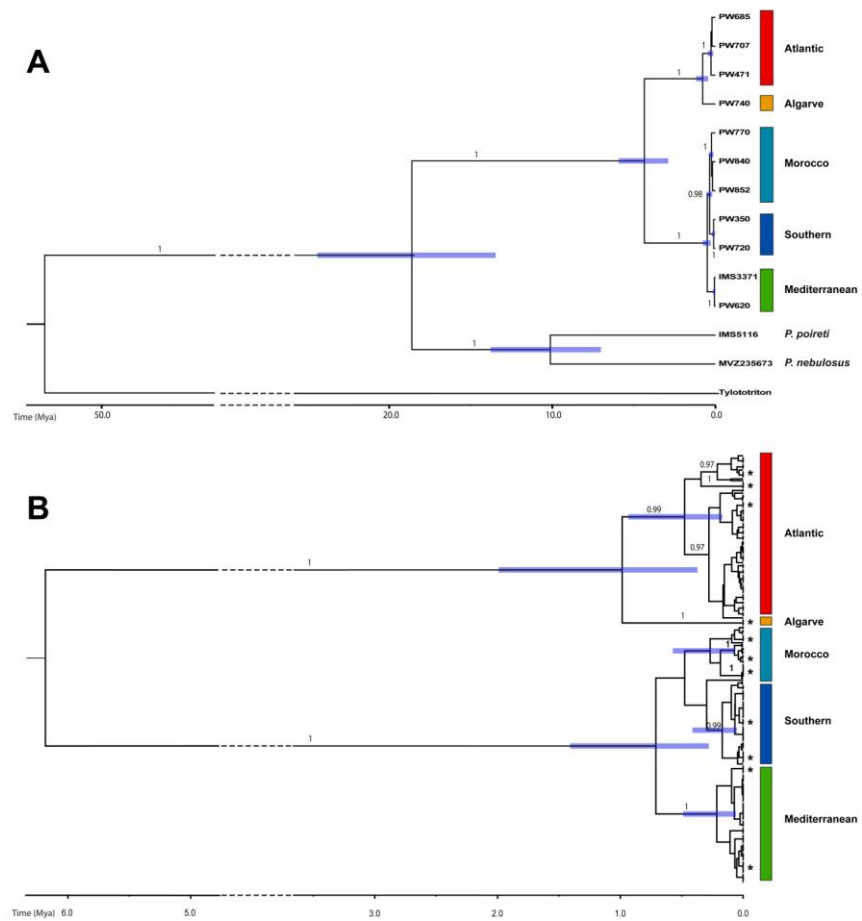 A
PW685
1
PW707
Atlantic
1
PW471
PW740
Algarve
PW770
1
1
PW840
Morocco
PW852
0.98
PW350
1
Southern
PW720
1
1
IMS3371
Mediterranean
1
PW620
IMS5116
P. poireti
1
MVZ235673
P. nebulosus
Tylototriton
Time (Mya)
50.0
20.0
10.0
0.0
B
0.97
*
1
*
0.99
*
Atlantic
0.97
1
1
*
Algarve
*
1
*
Morocco
1
*
*
Southern
0.99
1
*
*
1
Mediterranean
*
Time (Mya)
6.0
5.0
3.0
2.0
1.0
0.0